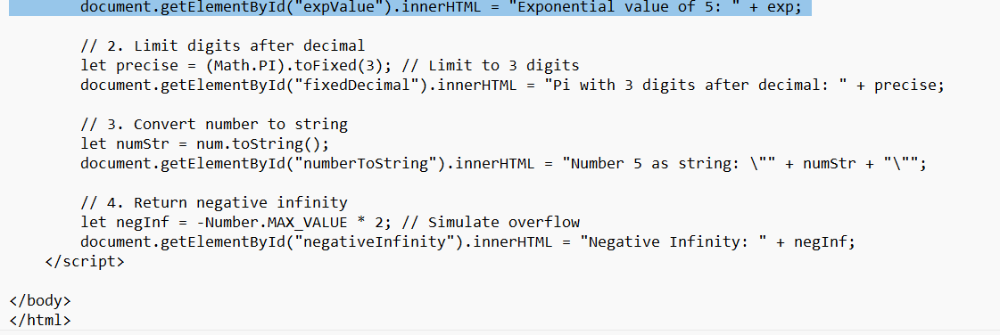 document.getElementById("expValue").innerHTML = "Exponential value of 5: " + exp;
// 2. Limit digits after decimal
let precise = (Math.PI).toFixed(3); // Limit to 3 digits
document.getElementById("fixedDecimal").innerHTML = "Pi with 3 digits after decimal: " + precise;
// 3. Convert number to string
let numStr = num.toString();
document.getElementById("numberToString").innerHTML = "Number 5 as string: \"" + numStr + "\"";
// 4. Return negative infinity
let negInf = -Number.MAX_VALUE * 2; // Simulate overflow
document.getElementById("negativeInfinity").innerHTML = "Negative Infinity: " + negInf;
</script>
</body>
</html>